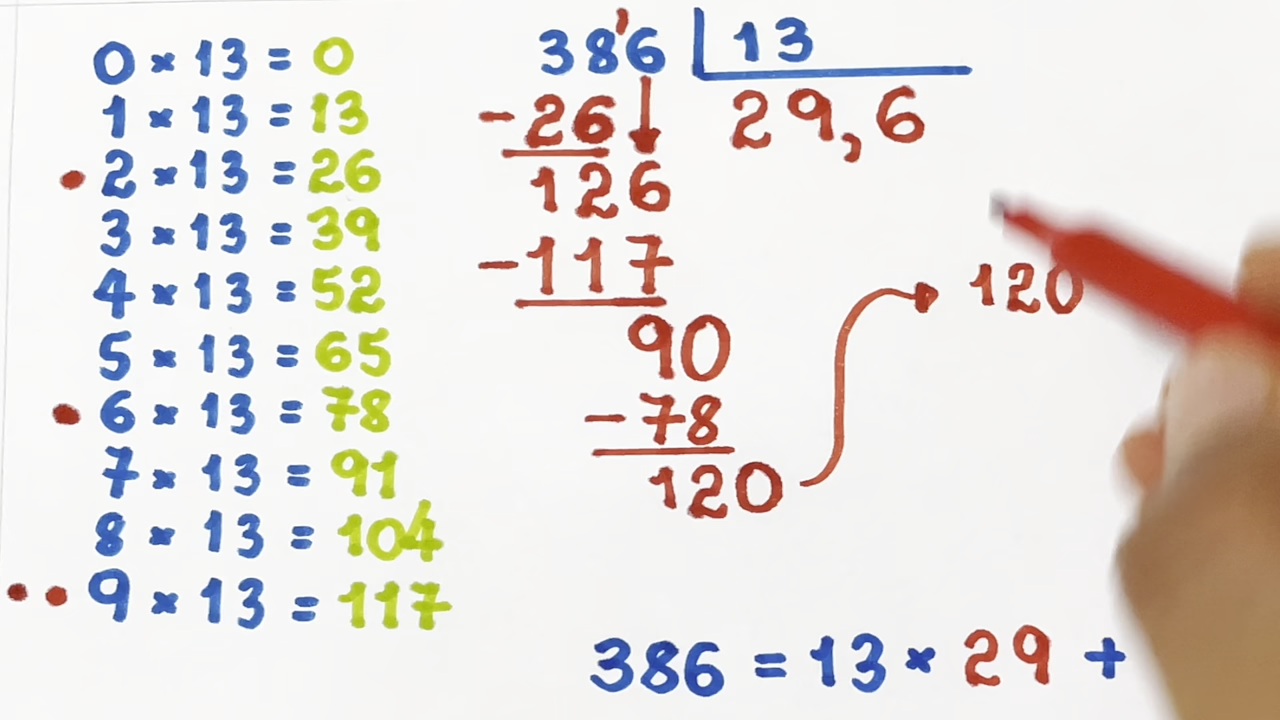 0 × 13 = 0
1 × 13 = 13
2 × 13 = 26
3 × 13 = 39
4 × 13 = 52
5 × 13 = 65
6 × 13 = 78
7 × 13 = 91
8 × 13 = 104
9 × 13 = 117
38'6 13
-26 29,6
126
-117
90
-78
120
120
386 = 13 × 29 +